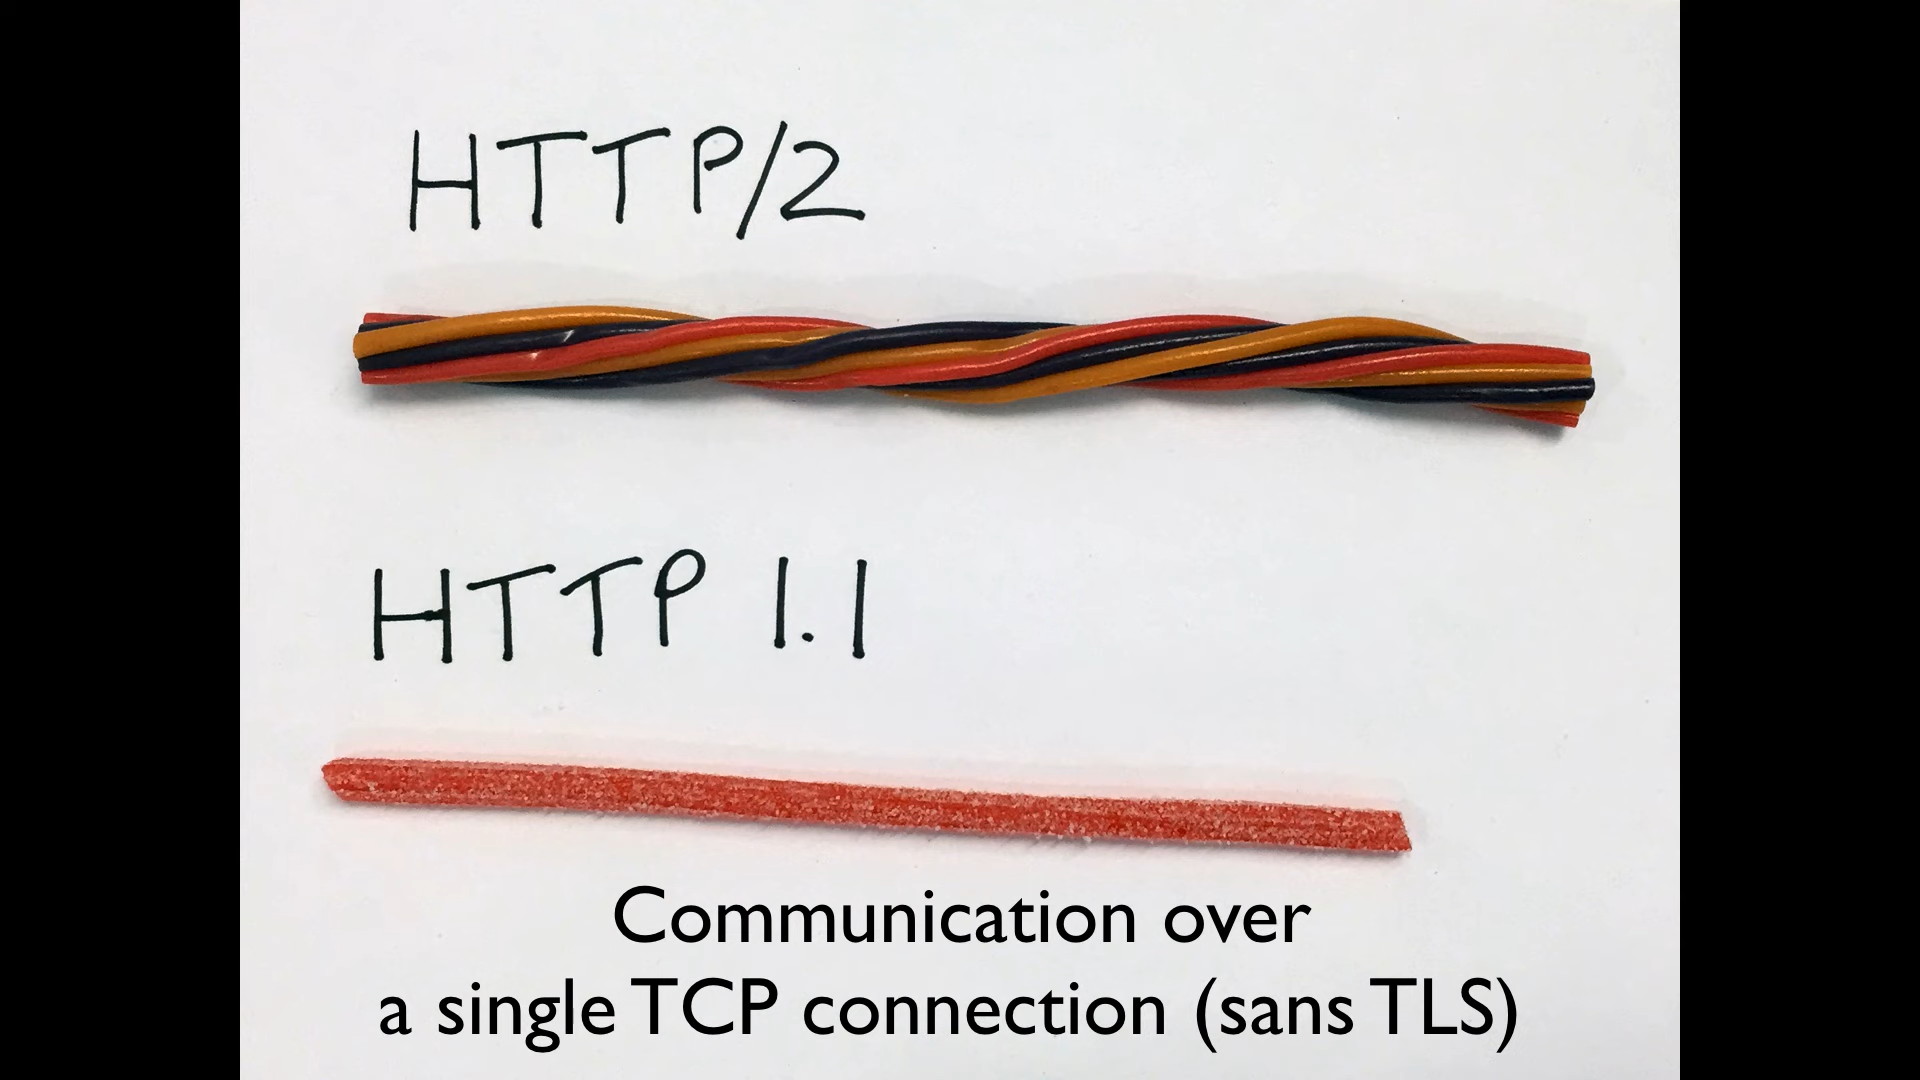 HTTP/2
HTTP 1.1
Communication over
a single TCP connection (sans TLS)